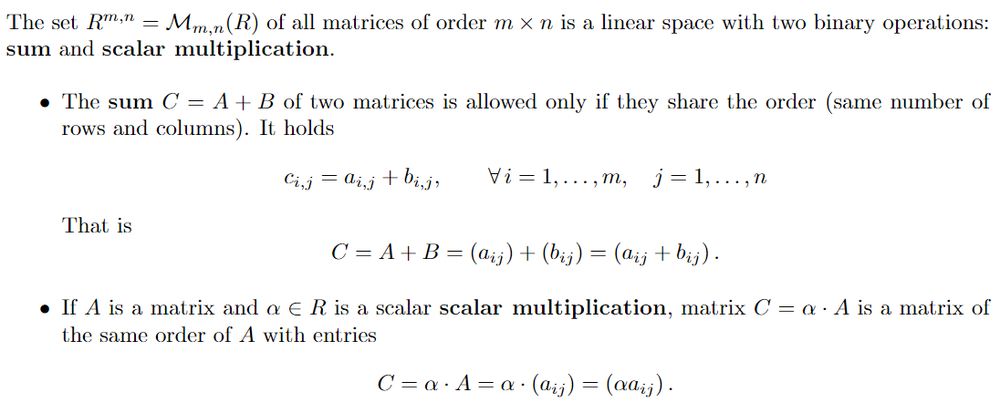 The set $R^{m,n} = \mathcal{M}_{m,n}(R)$ of all matrices of order $m \times n$ is a linear space with two binary operations:
**sum** and **scalar multiplication**.
• The **sum** $C = A + B$ of two matrices is allowed only if they share the order (same number of
rows and columns). It holds
$c_{i,j} = a_{i,j} + b_{i,j}, \qquad \forall\, i = 1, \ldots, m, \quad j = 1, \ldots, n$
That is
$C = A + B = (a_{ij}) + (b_{ij}) = (a_{ij} + b_{ij}).$
• If $A$ is a matrix and $\alpha \in R$ is a scalar **scalar multiplication**, matrix $C = \alpha \cdot A$ is a matrix of
the same order of $A$ with entries
$C = \alpha \cdot A = \alpha \cdot (a_{ij}) = (\alpha a_{ij}).$